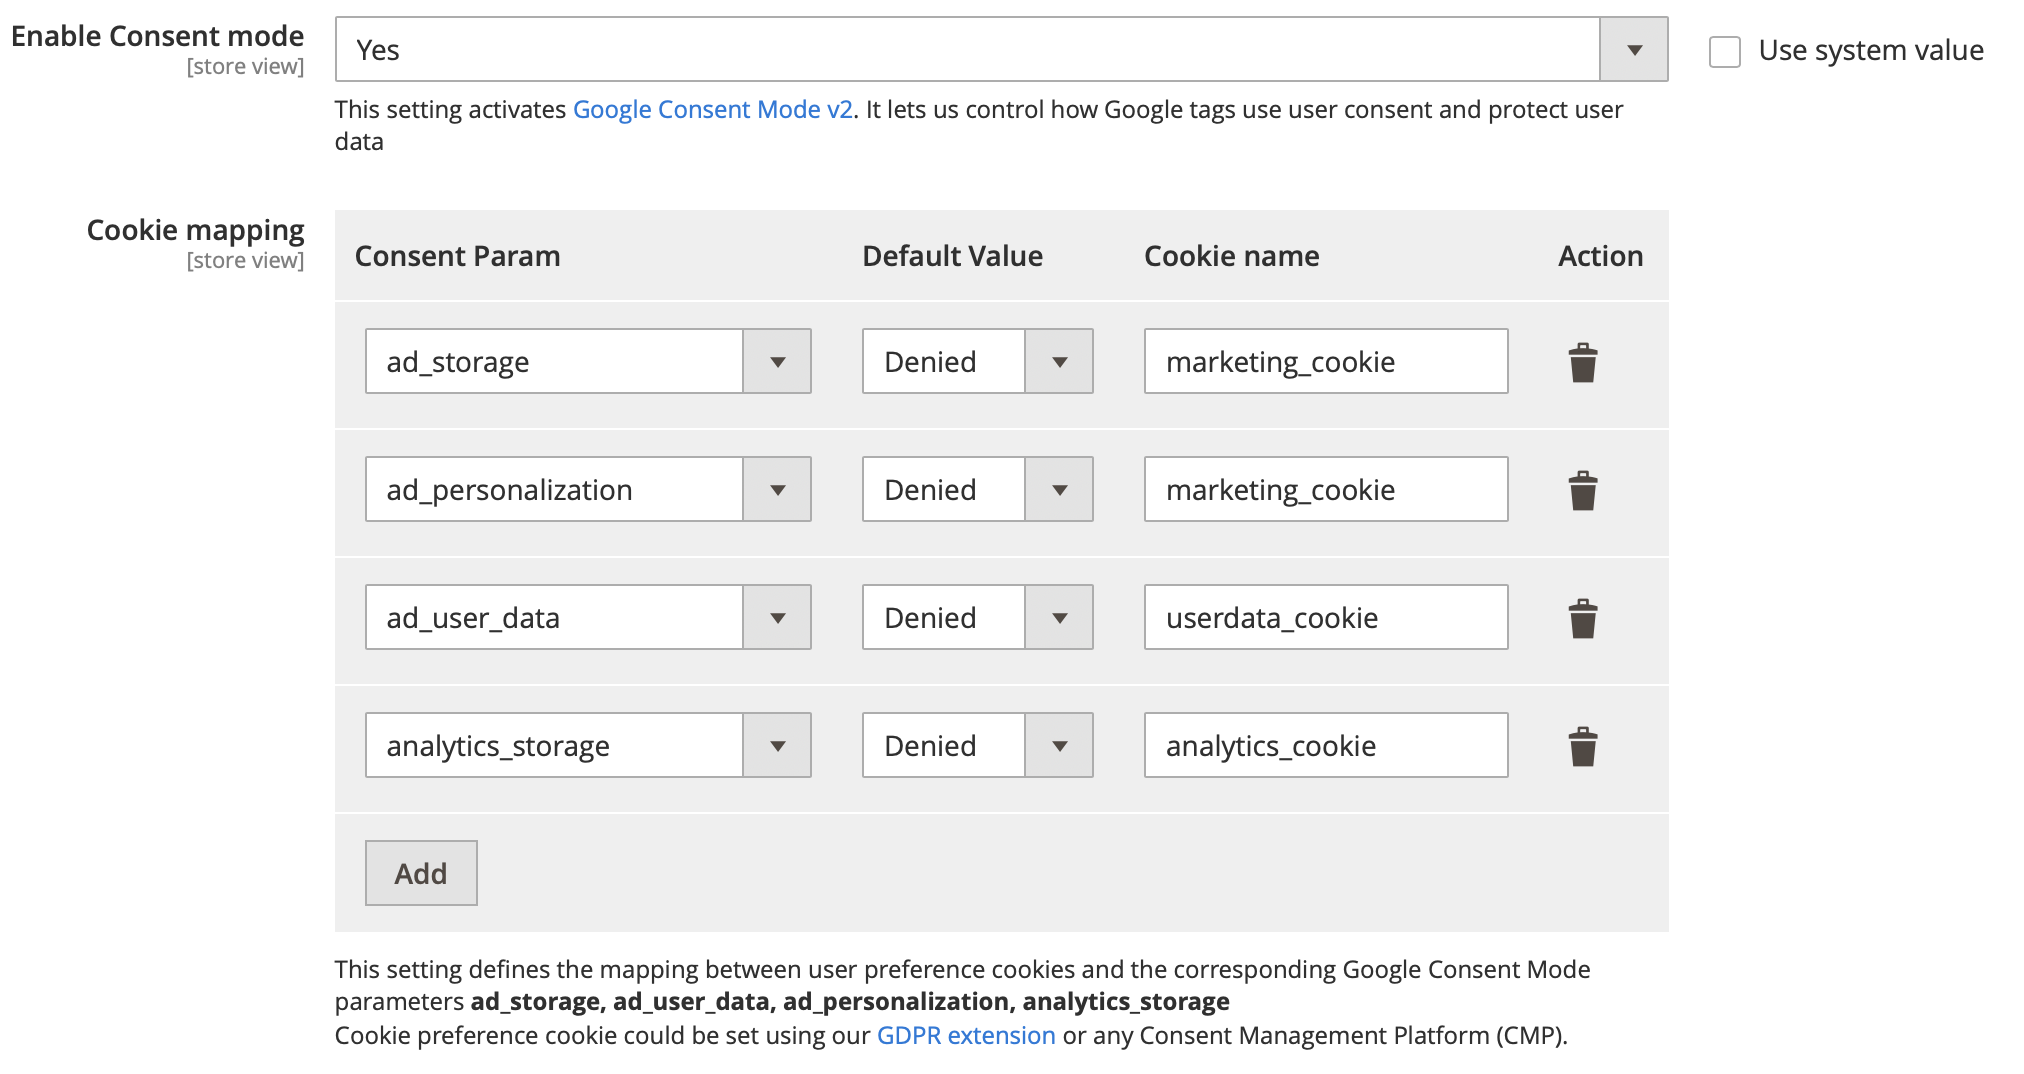 Enable Consent mode
[store view]
Yes
Use system value
This setting activates Google Consent Mode v2. It lets us control how Google tags use user consent and protect user
data
Cookie mapping
[store view]
Consent Param Default Value Cookie name Action
ad_storage Denied marketing_cookie
ad_personalization Denied marketing_cookie
ad_user_data Denied userdata_cookie
analytics_storage Denied analytics_cookie
Add
This setting defines the mapping between user preference cookies and the corresponding Google Consent Mode
parameters ad_storage, ad_user_data, ad_personalization, analytics_storage
Cookie preference cookie could be set using our GDPR extension or any Consent Management Platform (CMP).